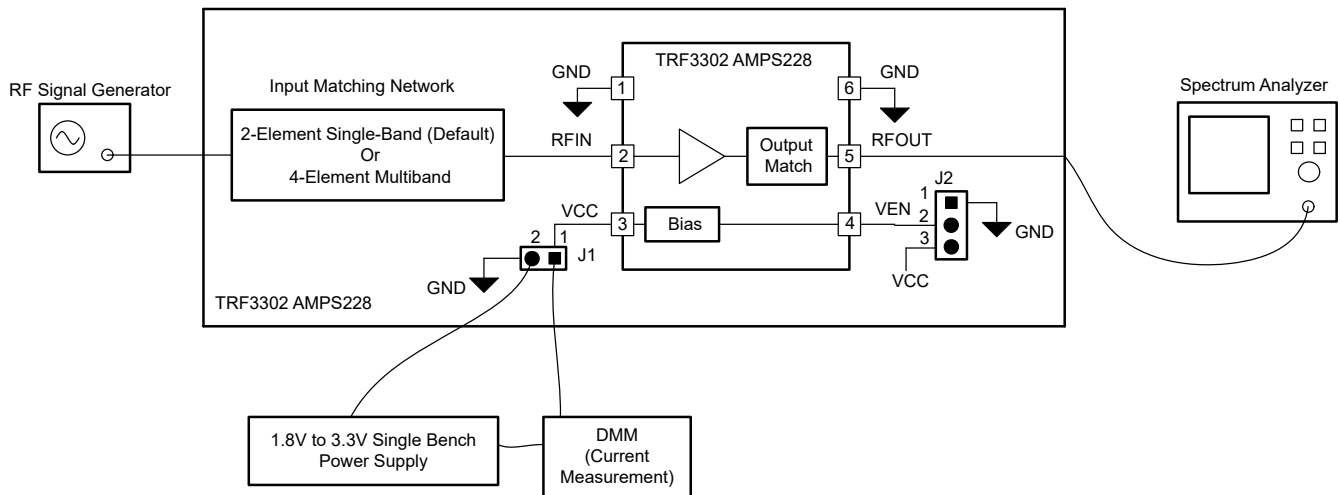 RF Signal Generator
Input Matching Network
2-Element Single-Band (Default)
Or
4-Element Multiband
TRF3302 AMPS228
GND
1
RFIN
2
VCC
3
Bias
Output
Match
6
GND
5
RFOUT
4
VEN
J2
1
2
3
GND
VCC
2
1
J1
GND
TRF3302 AMPS228
Spectrum Analyzer
1.8V to 3.3V Single Bench
Power Supply
DMM
(Current
Measurement)